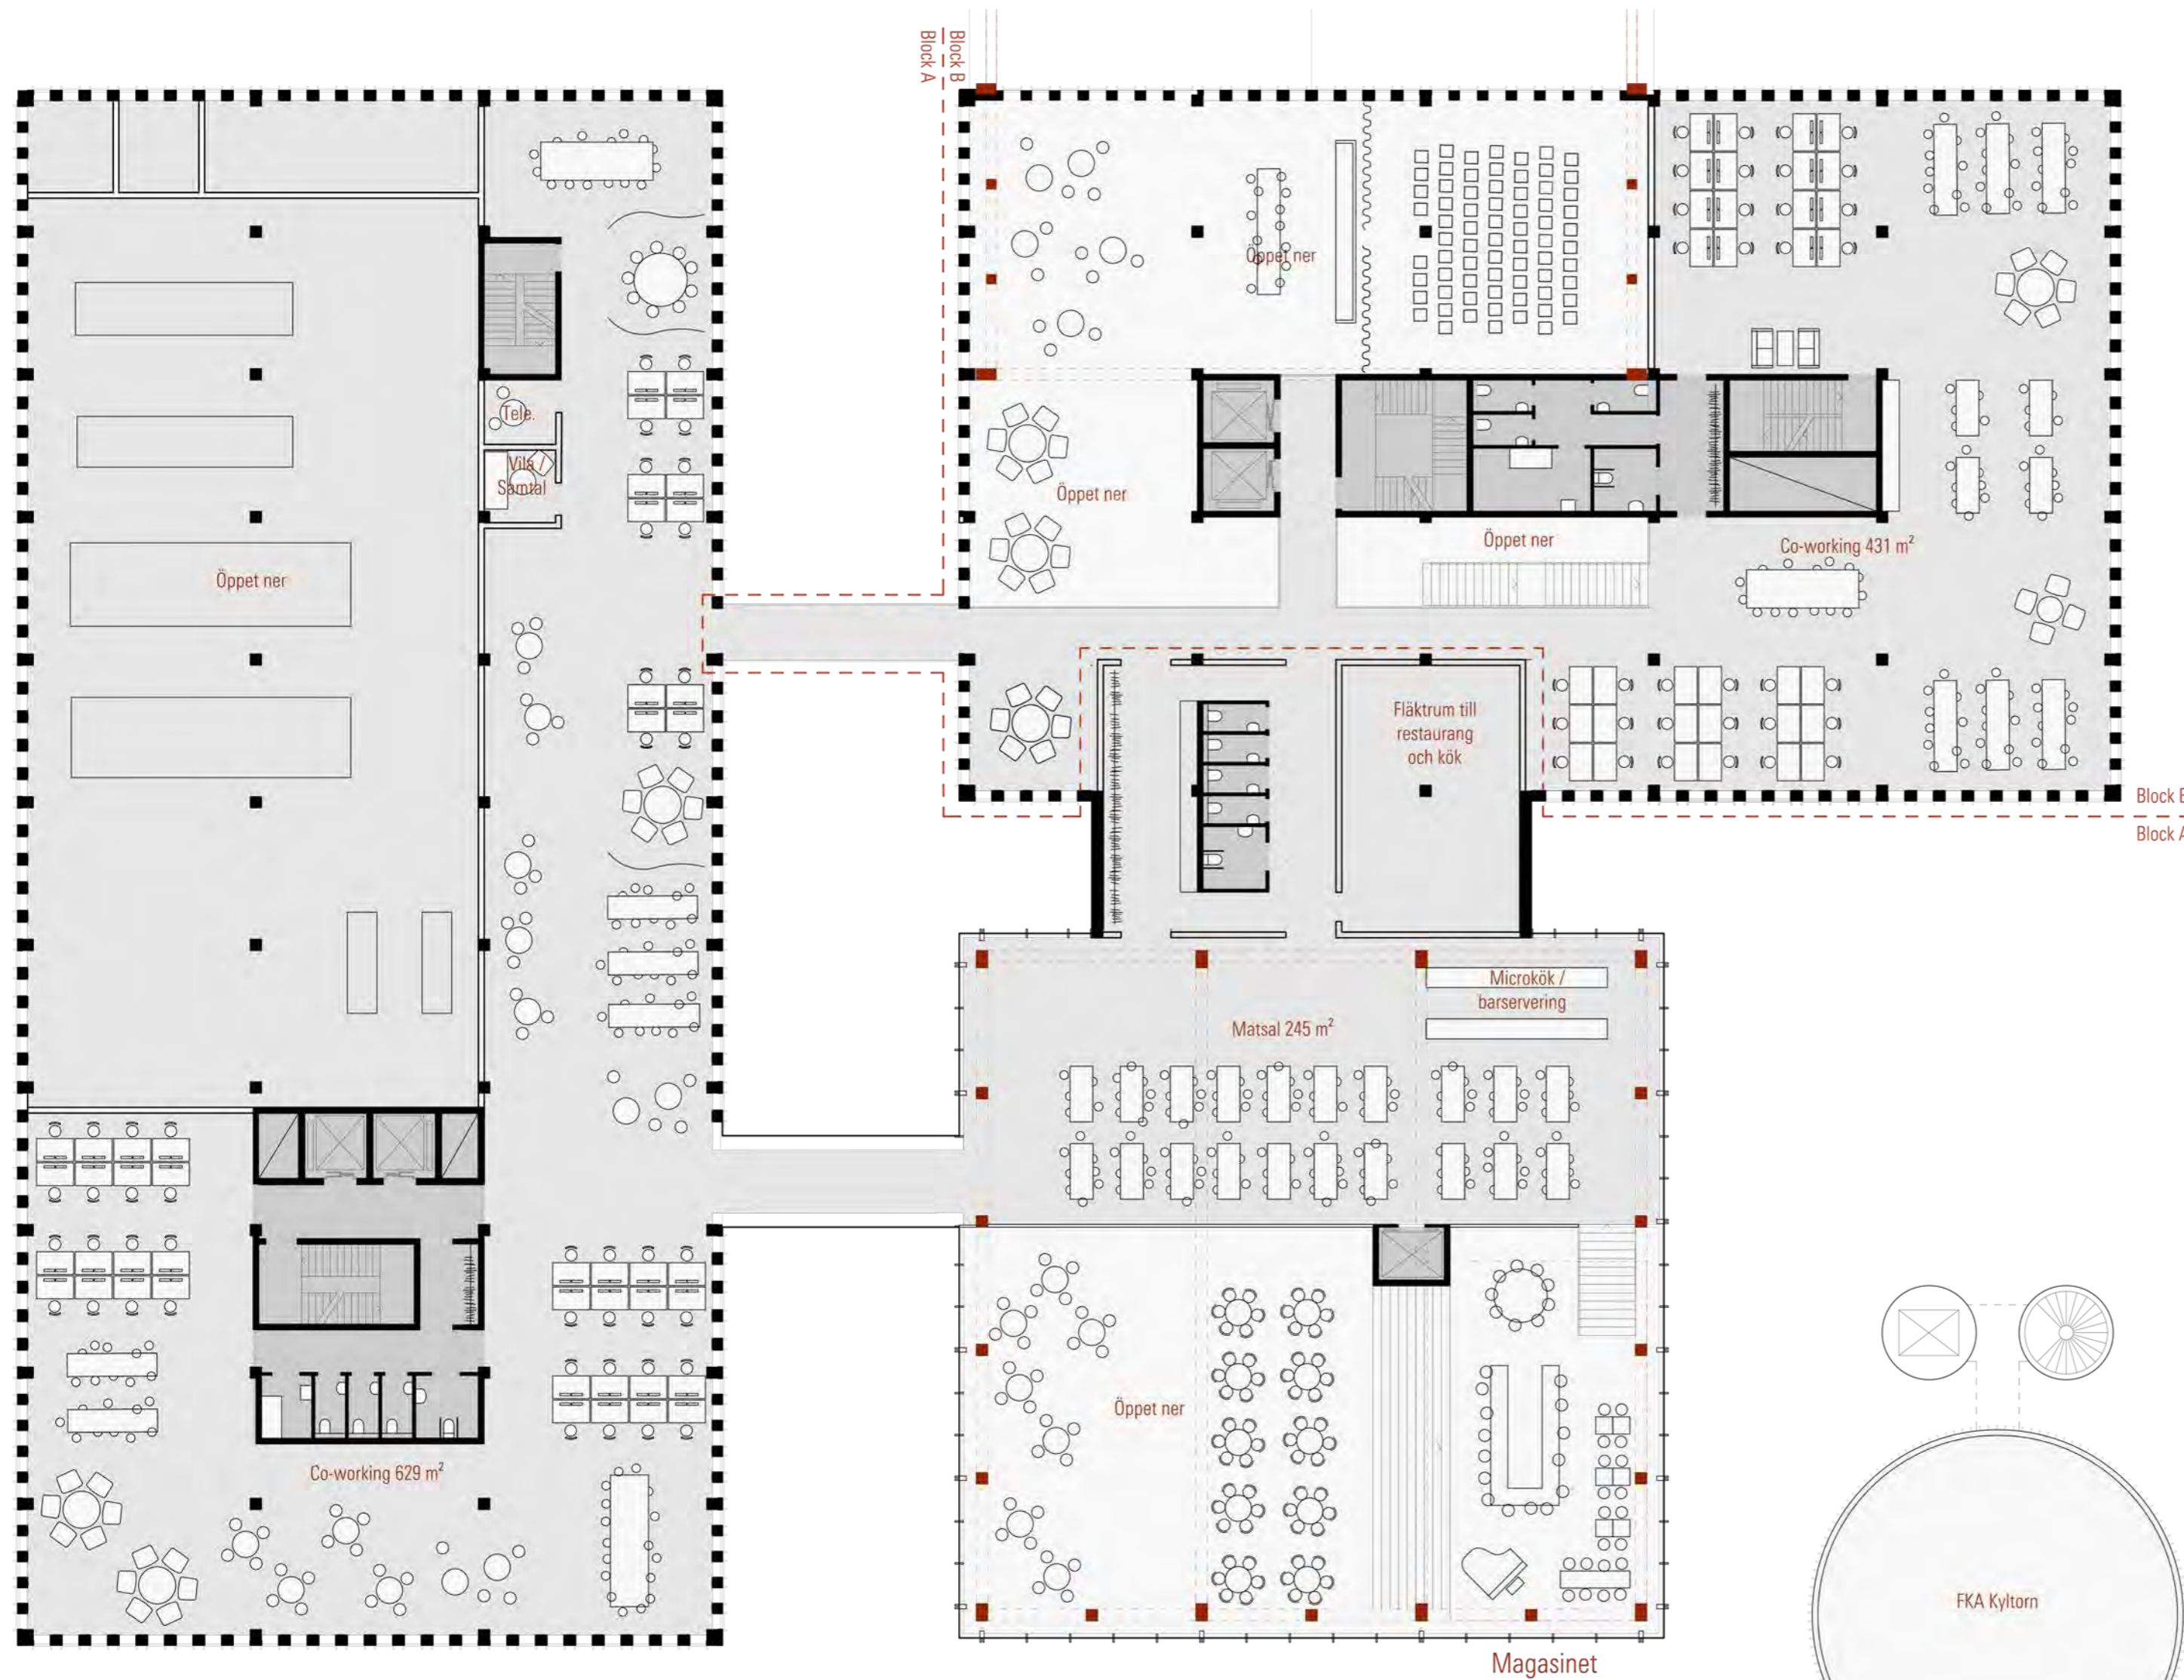 Block A
Block B
Öppet ner
Tele.
Vila /
Samtal
Öppet ner
Öppet ner
Co-working 431 m²
Öppet ner
Fläktrum till
restaurang
och kök
Block B
Block A
Microkök /
barservering
Matsal 245 m²
Öppet ner
Co-working 629 m²
FKA Kyltorn
Magasinet